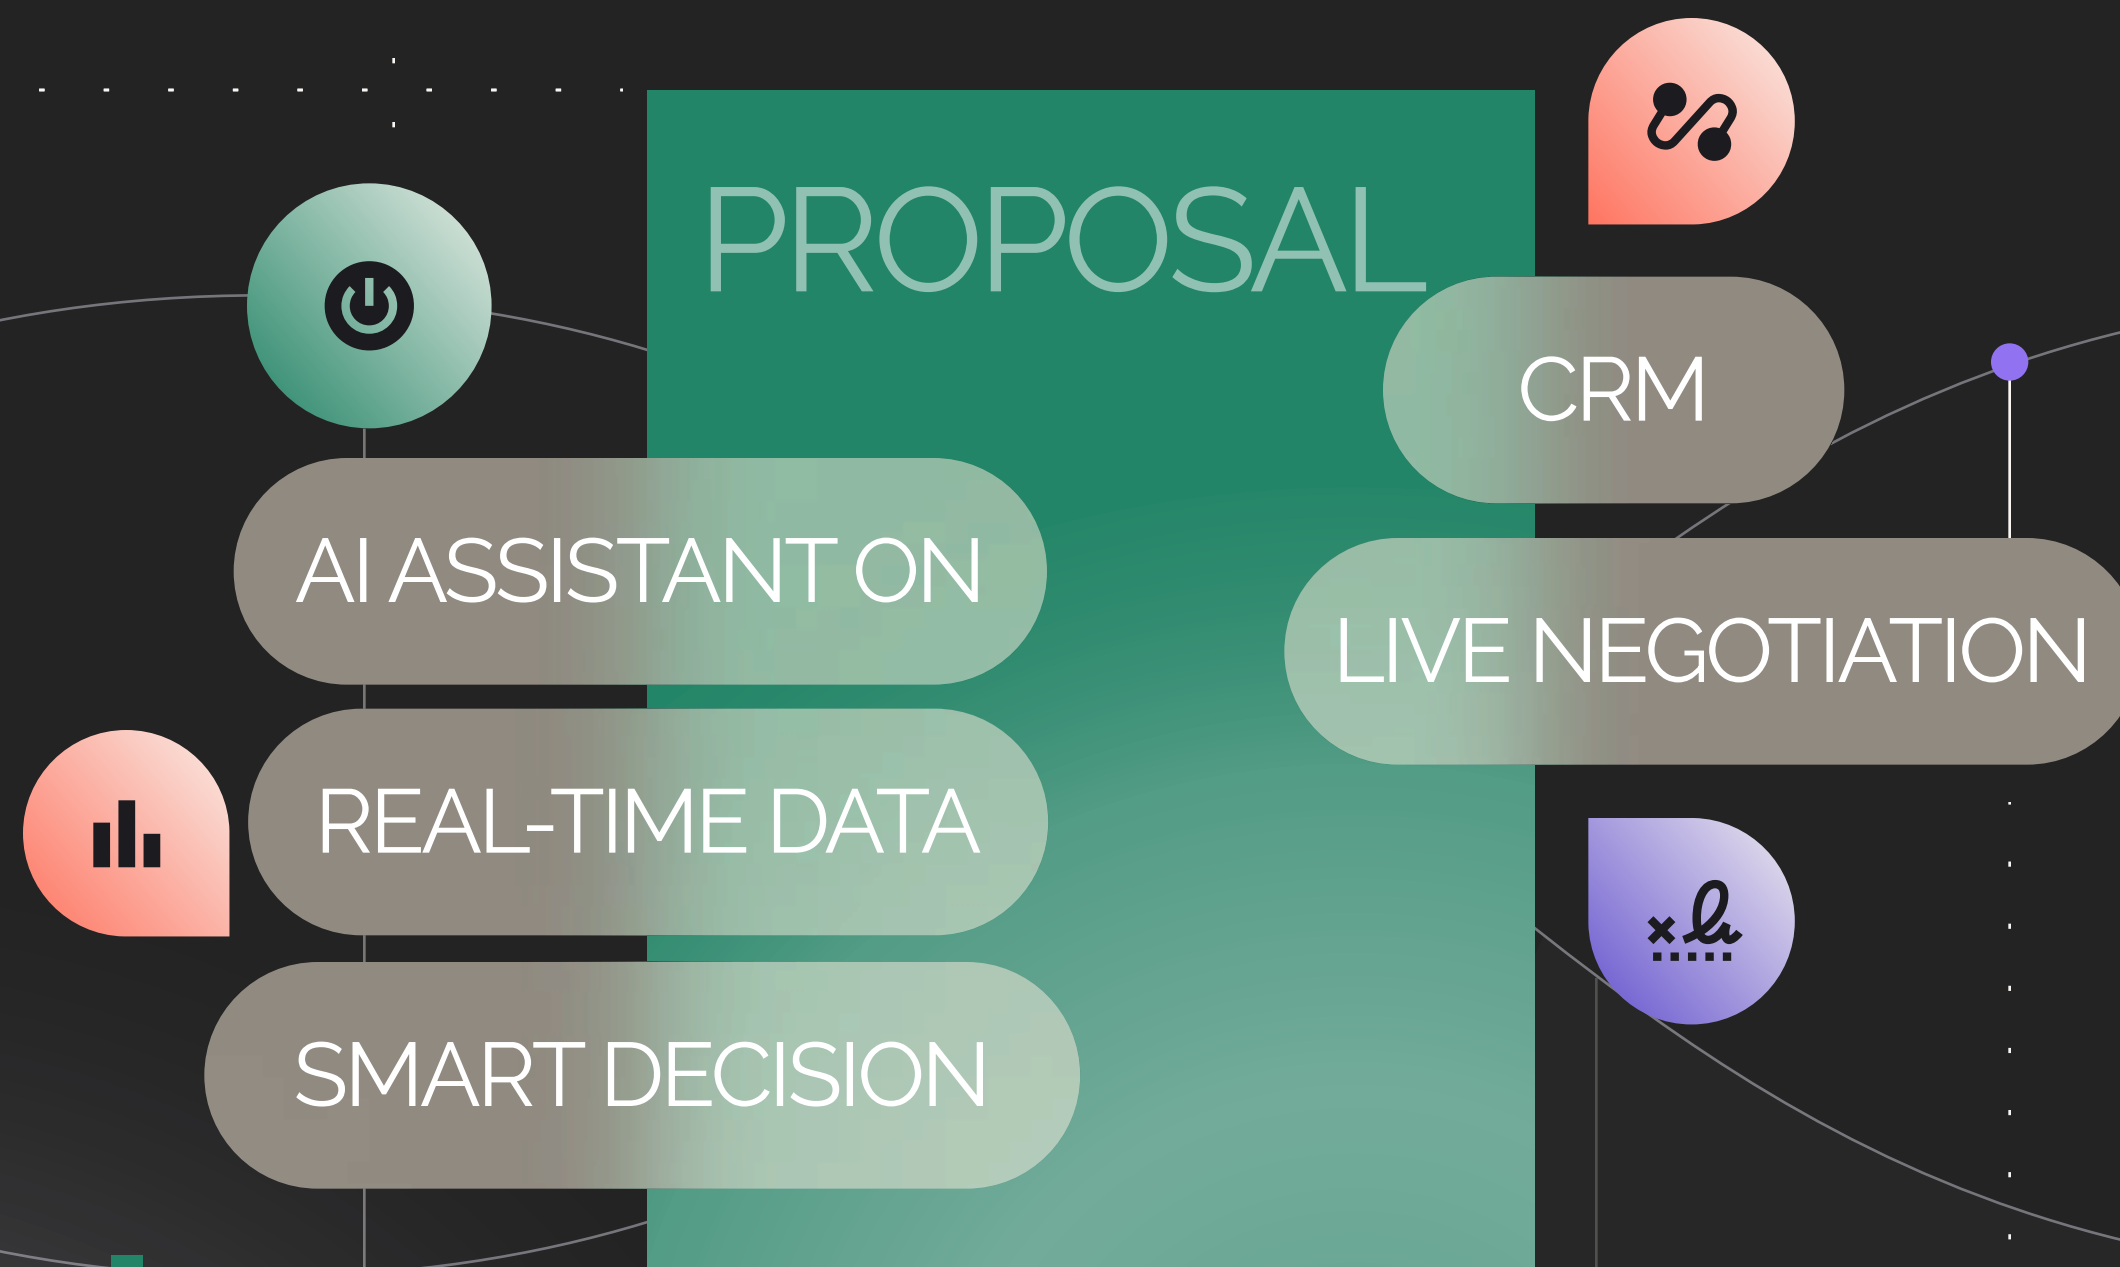 PROPOSAL
CRM
AI ASSISTANT ON
LIVE NEGOTIATION
REAL-TIME DATA
SMART DECISION